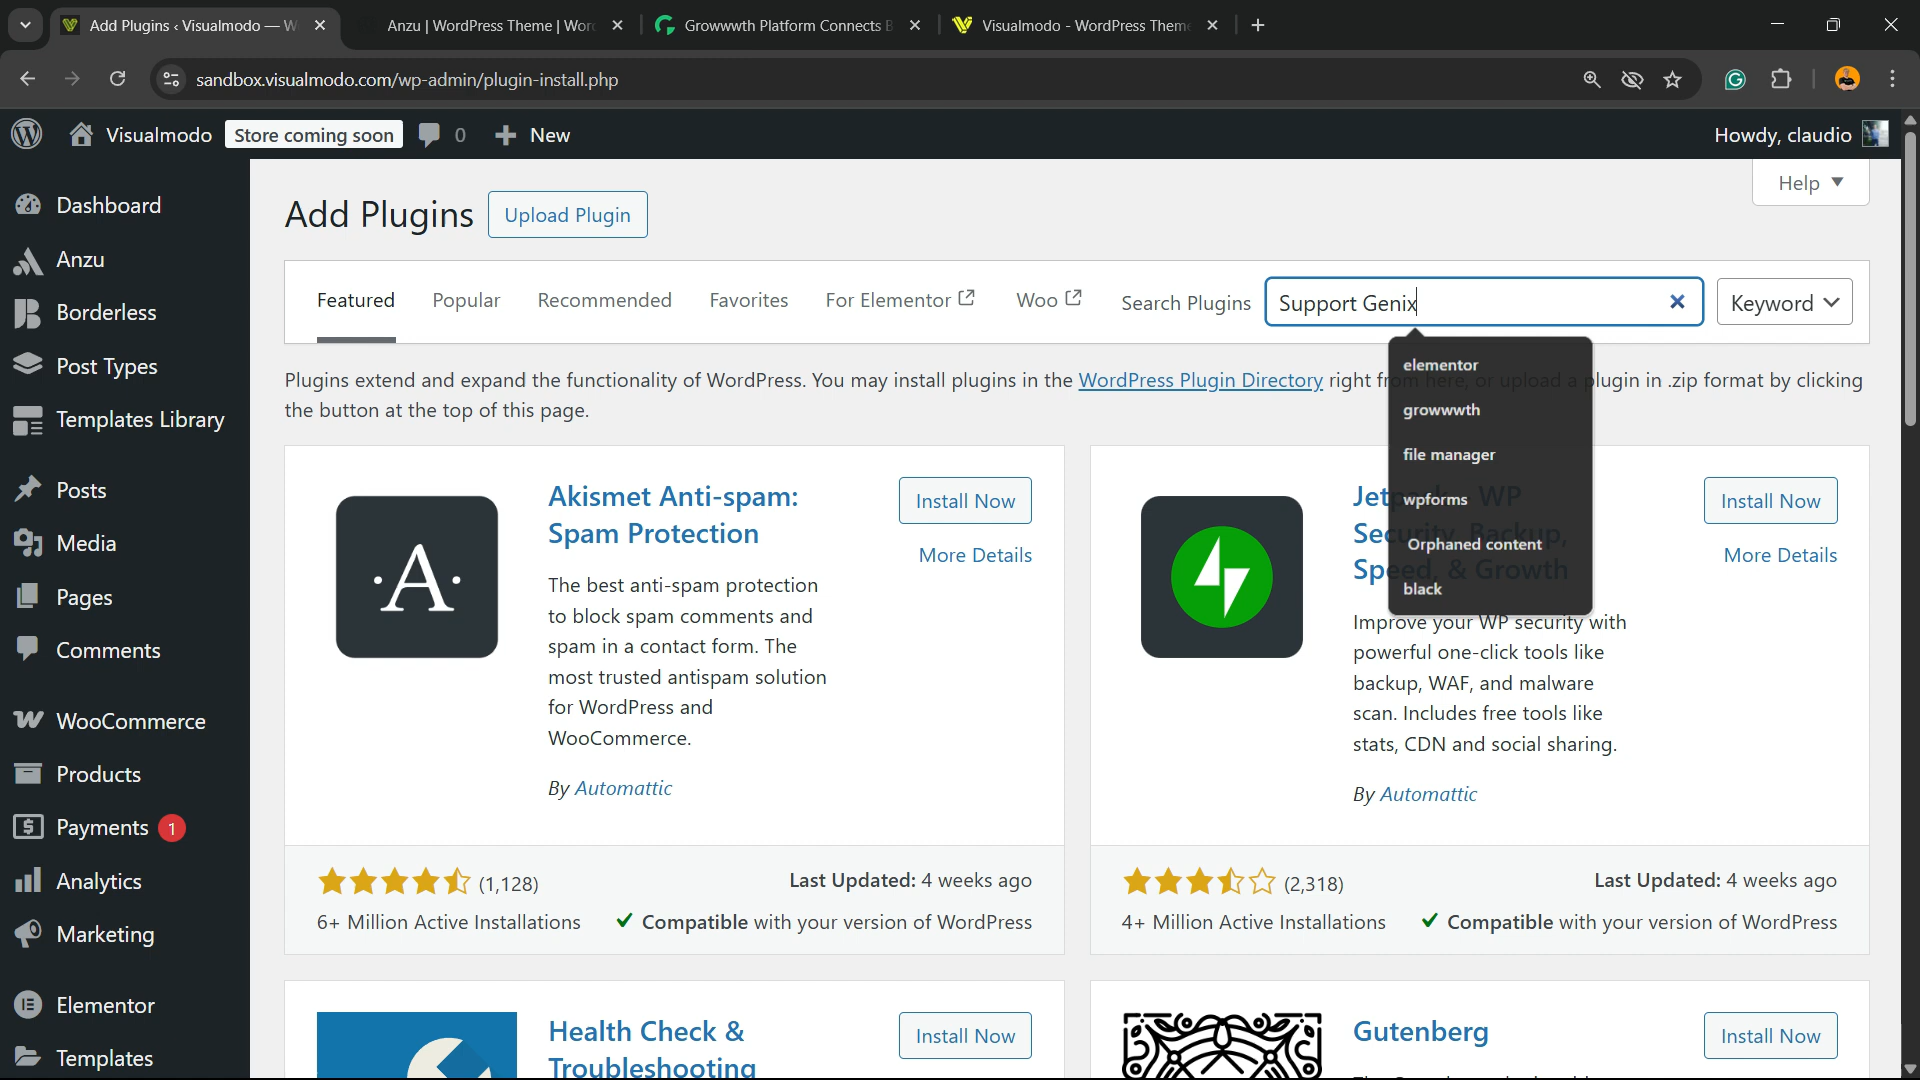 Add Plugins ‹ Visualmodo — W
Anzu | WordPress Theme | Wor
Growwwth Platform Connects B
Visualmodo - WordPress Theme
sandbox.visualmodo.com/wp-admin/plugin-install.php
Visualmodo
Store coming soon
0
New
Howdy, claudio
Dashboard
Anzu
Borderless
Post Types
Templates Library
Posts
Media
Pages
Comments
WooCommerce
Products
Payments 1
Analytics
Marketing
Elementor
Templates
Help
Add Plugins
Upload Plugin
Featured
Popular
Recommended
Favorites
For Elementor
Woo
Search Plugins
Support Genix
Keyword
elementor
growwwth
file manager
wpforms
Orphaned content
black
Plugins extend and expand the functionality of WordPress. You may install plugins in the WordPress Plugin Directory right from here, or upload a plugin in .zip format by clicking
the button at the top of this page.
Akismet Anti-spam:
Spam Protection
Install Now
More Details
The best anti-spam protection
to block spam comments and
spam in a contact form. The
most trusted antispam solution
for WordPress and
WooCommerce.
By Automattic
(1,128)
Last Updated: 4 weeks ago
6+ Million Active Installations
Compatible with your version of WordPress
Jetpack – WP
Security, Backup,
Speed, & Growth
Install Now
More Details
Improve your WP security with
powerful one-click tools like
backup, WAF, and malware
scan. Includes free tools like
stats, CDN and social sharing.
By Automattic
(2,318)
Last Updated: 4 weeks ago
4+ Million Active Installations
Compatible with your version of WordPress
Health Check &
Troubleshooting
Install Now
Gutenberg
Install Now